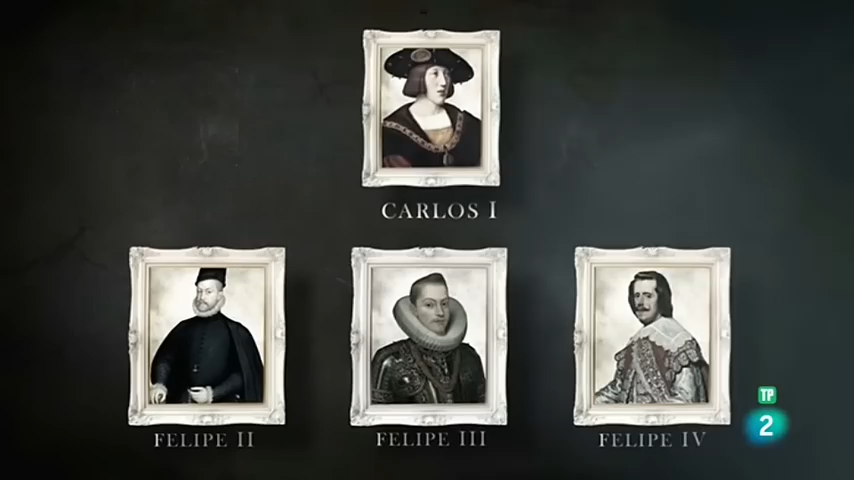 CARLOS I
FELIPE II
FELIPE III
FELIPE IV
TP
2